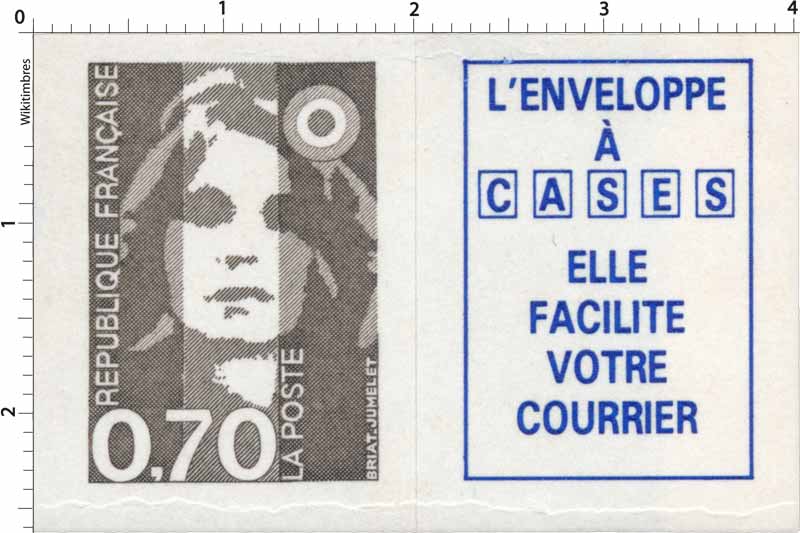 0 1 2 3 4
Wikitimbres
1
2
REPUBLIQUE FRANÇAISE
0,70
LA POSTE
BRIAT.JUMELET
L'ENVELOPPE
À
CASES
ELLE
FACILITE
VOTRE
COURRIER